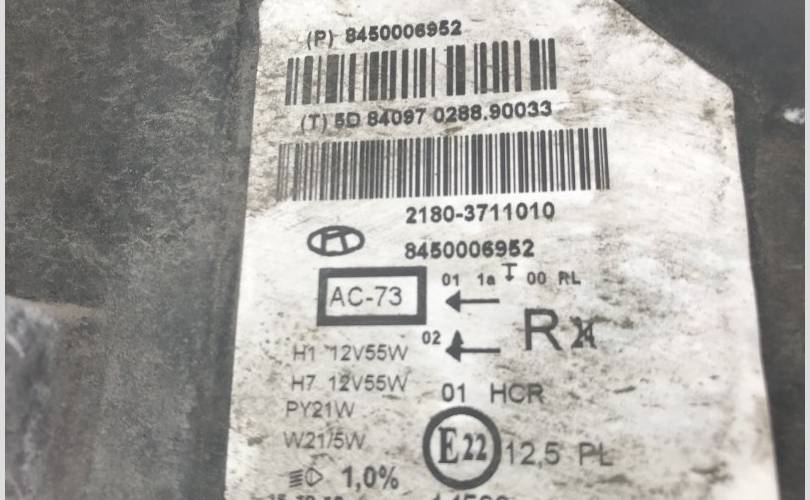 (P) 8450006952
(T) 5D 84097 0288.90033
2180-3711010
8450006952
AC-73
01 1a 00 RL
02
H1 12V55W
H7 12V55W
01 HCR
PY21W
W21/5W
E22
12,5 PL
1,0%